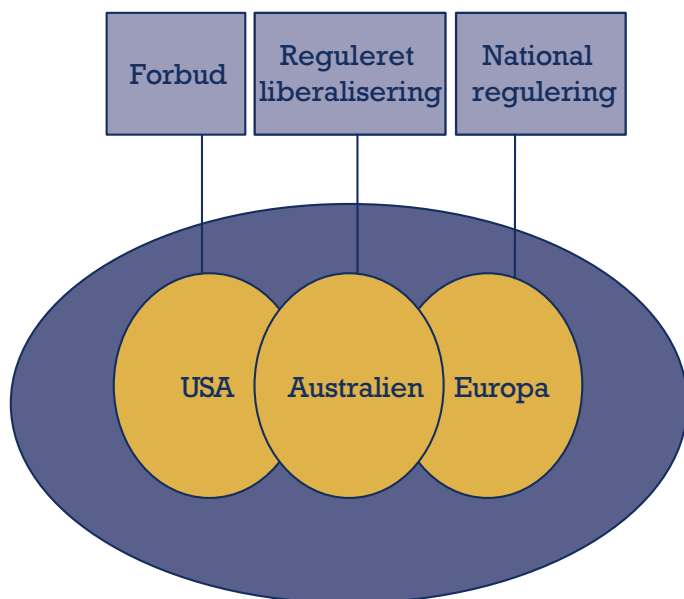 Forbud
Reguleret
liberalisering
National
regulering
USA
Australien
Europa